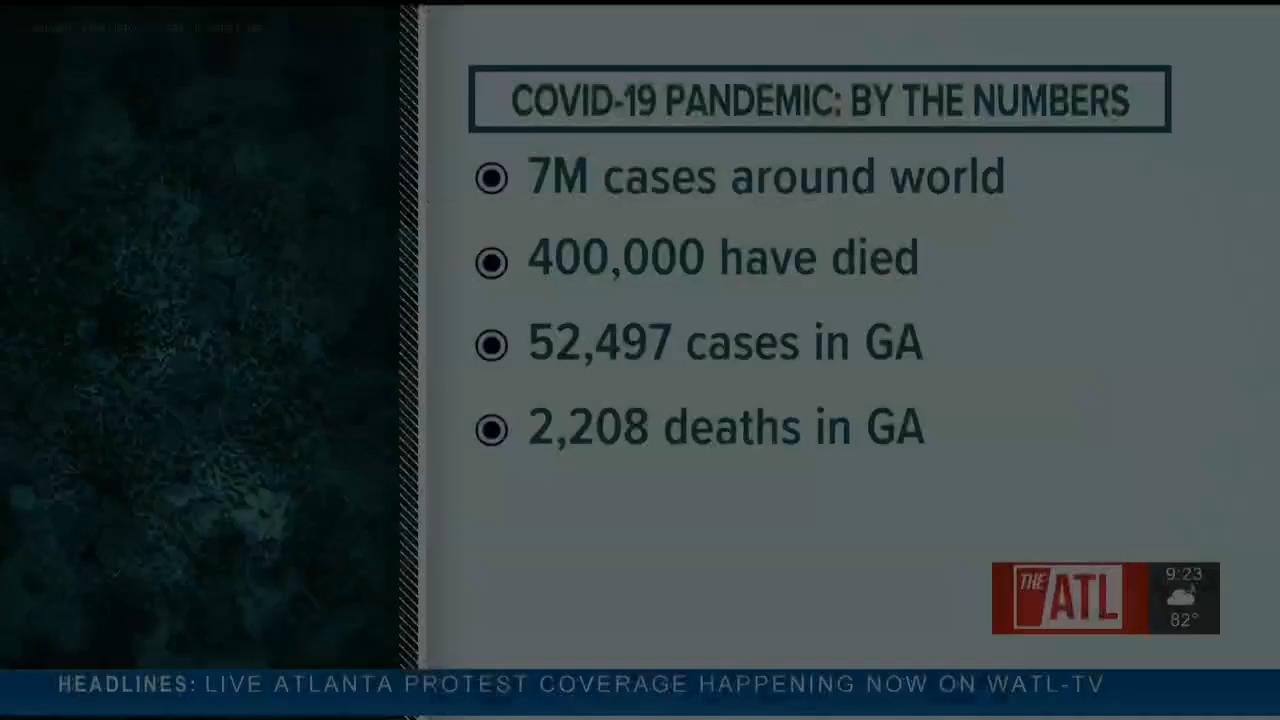 COVID-19 PANDEMIC: BY THE NUMBERS
7M cases around world
400,000 have died
52,497 cases in GA
2,208 deaths in GA
THE ATL
9:23
82°
HEADLINES: LIVE ATLANTA PROTEST COVERAGE HAPPENING NOW ON WATL-TV